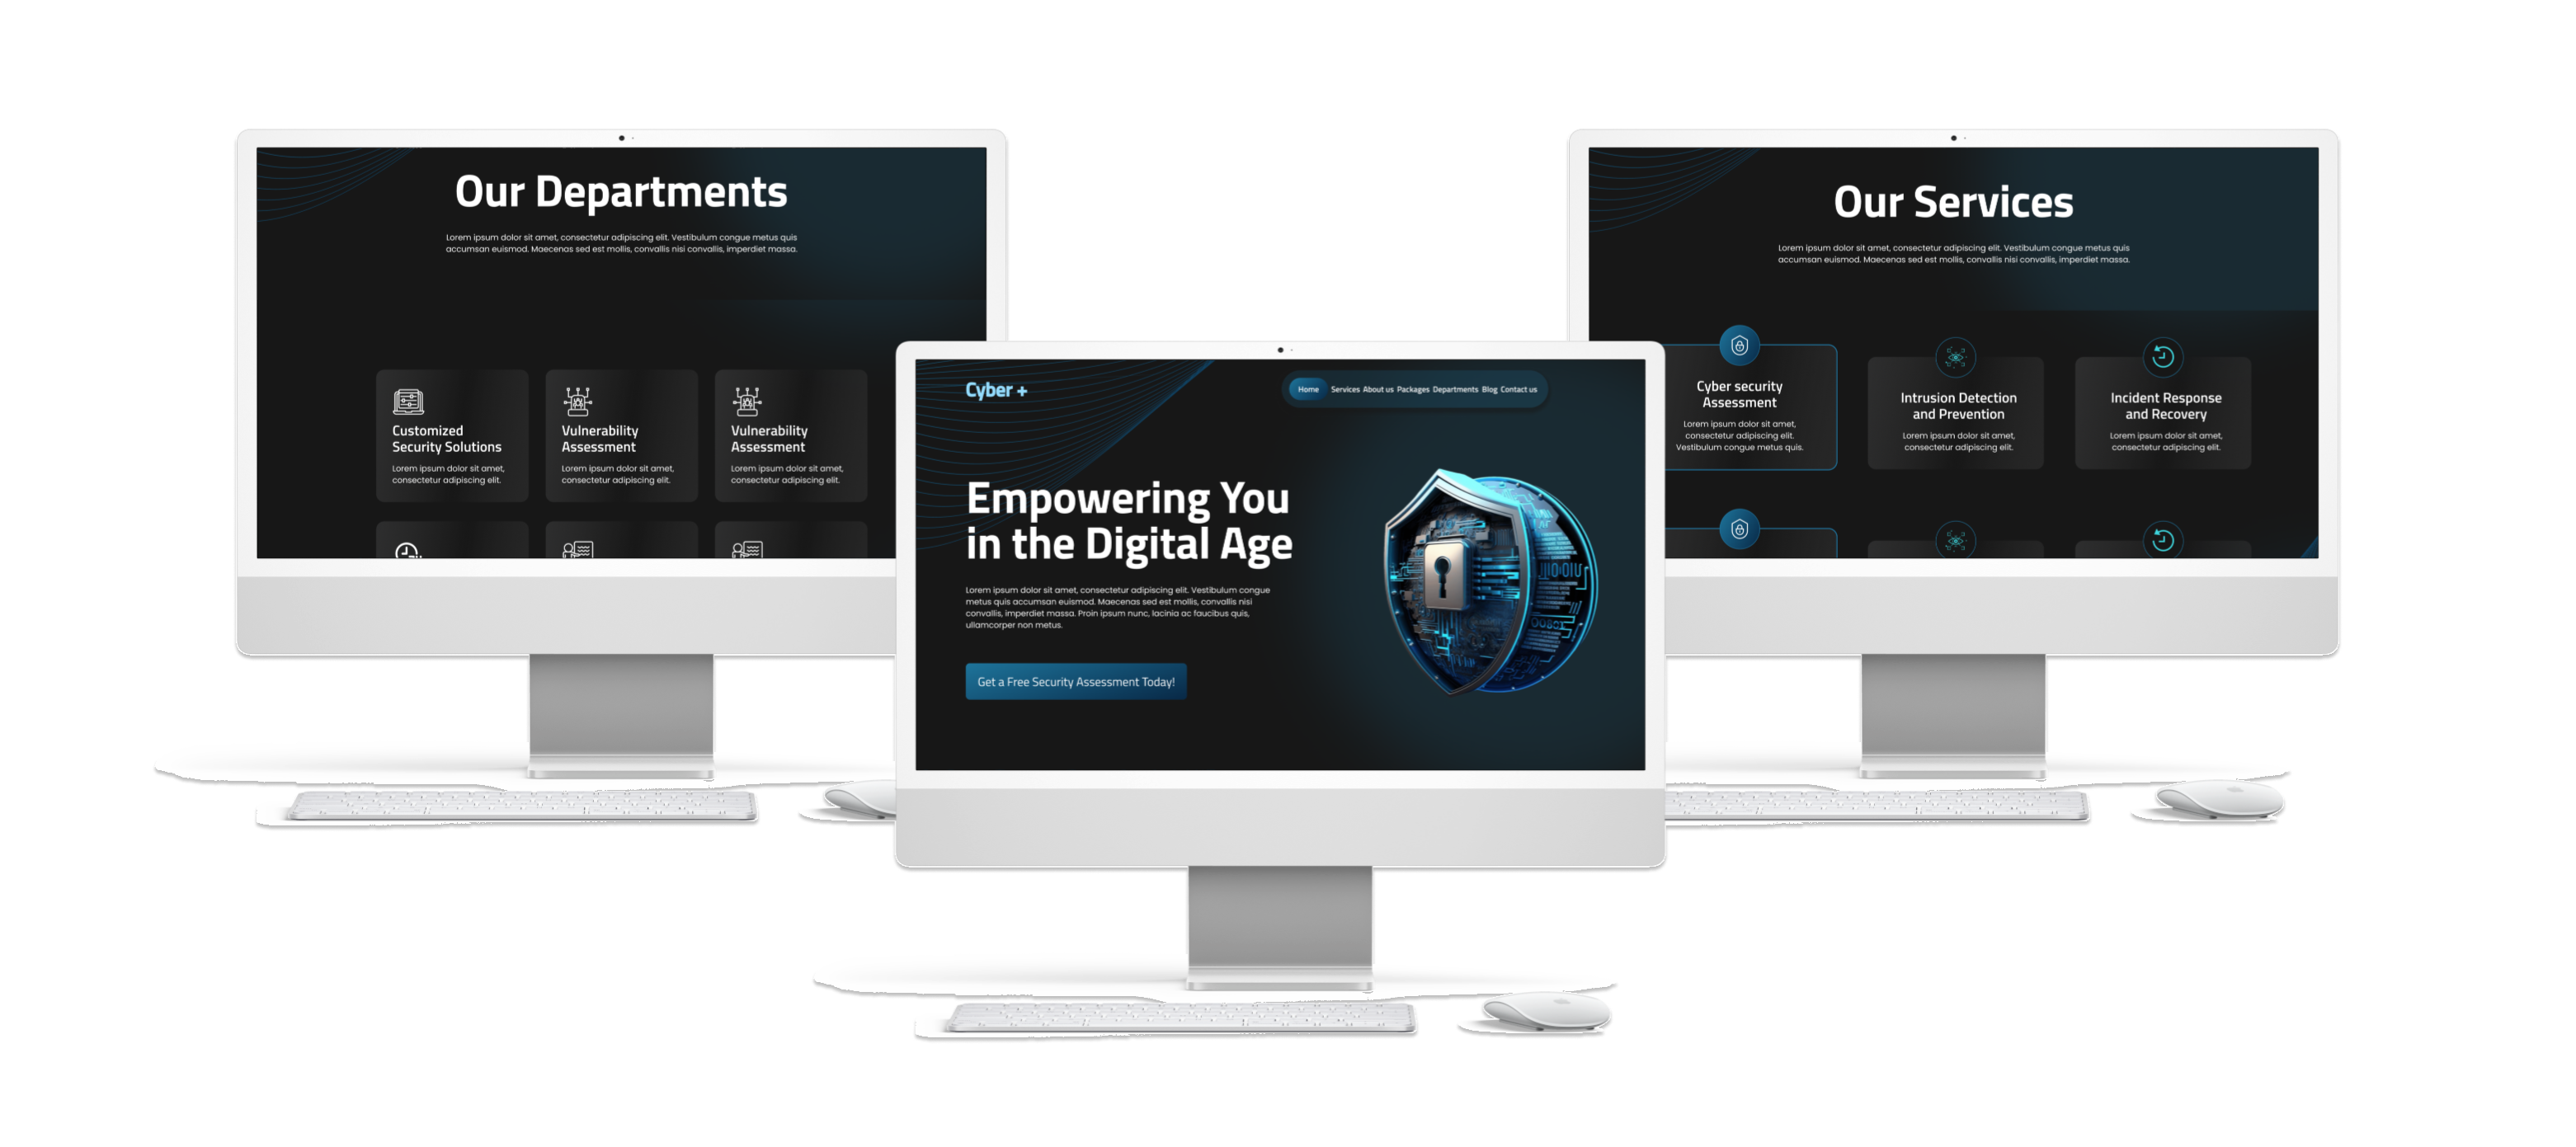 Our Departments
Lorem ipsum dolor sit amet, consectetur adipiscing elit. Vestibulum congue metus quis
accumsan euismod. Maecenas sed est mollis, convallis nisi convallis, imperdiet massa.
Customized
Security Solutions
Lorem ipsum dolor sit amet,
consectetur adipiscing elit.
Vulnerability
Assessment
Lorem ipsum dolor sit amet,
consectetur adipiscing elit.
Vulnerability
Assessment
Lorem ipsum dolor sit amet,
consectetur adipiscing elit.
Cyber +
Home Services About us Packages Departments Blog Contact us
Empowering You
in the Digital Age
Lorem ipsum dolor sit amet, consectetur adipiscing elit. Vestibulum congue
metus quis accumsan euismod. Maecenas sed est mollis, convallis nisi
convallis, imperdiet massa. Proin ipsum nunc, lacinia ac faucibus quis,
ullamcorper non metus.
Get a Free Security Assessment Today!
Our Services
Lorem ipsum dolor sit amet, consectetur adipiscing elit. Vestibulum congue metus quis
accumsan euismod. Maecenas sed est mollis, convallis nisi convallis, imperdiet massa.
Cyber security
Assessment
Lorem ipsum dolor sit amet,
consectetur adipiscing elit.
Vestibulum congue metus quis.
Intrusion Detection
and Prevention
Lorem ipsum dolor sit amet,
consectetur adipiscing elit.
Incident Response
and Recovery
Lorem ipsum dolor sit amet,
consectetur adipiscing elit.